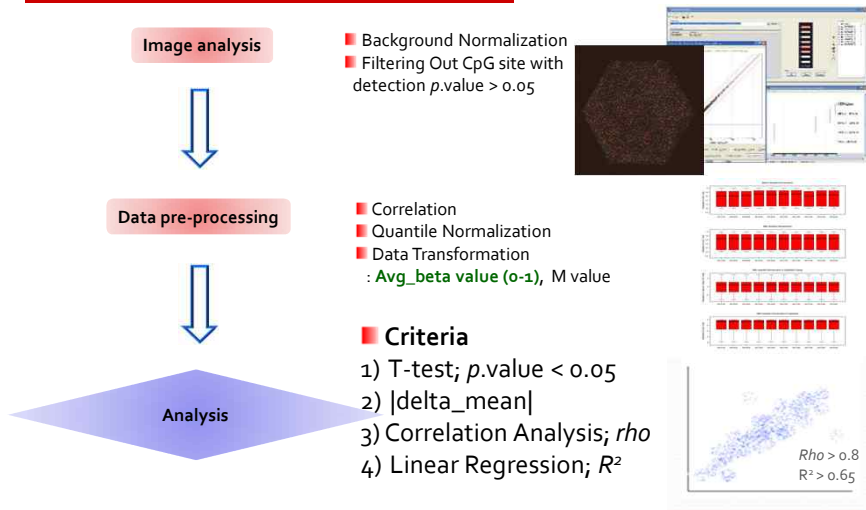 Image analysis
Background Normalization
Filtering Out CpG site with
detection p.value > 0.05
Data pre-processing
Correlation
Quantile Normalization
Data Transformation
: Avg_beta value (0-1), M value
Criteria
1) T-test; p.value < 0.05
2) |delta_mean|
3) Correlation Analysis; rho
4) Linear Regression; R²
Analysis
Rho > 0.8
R² > 0.65